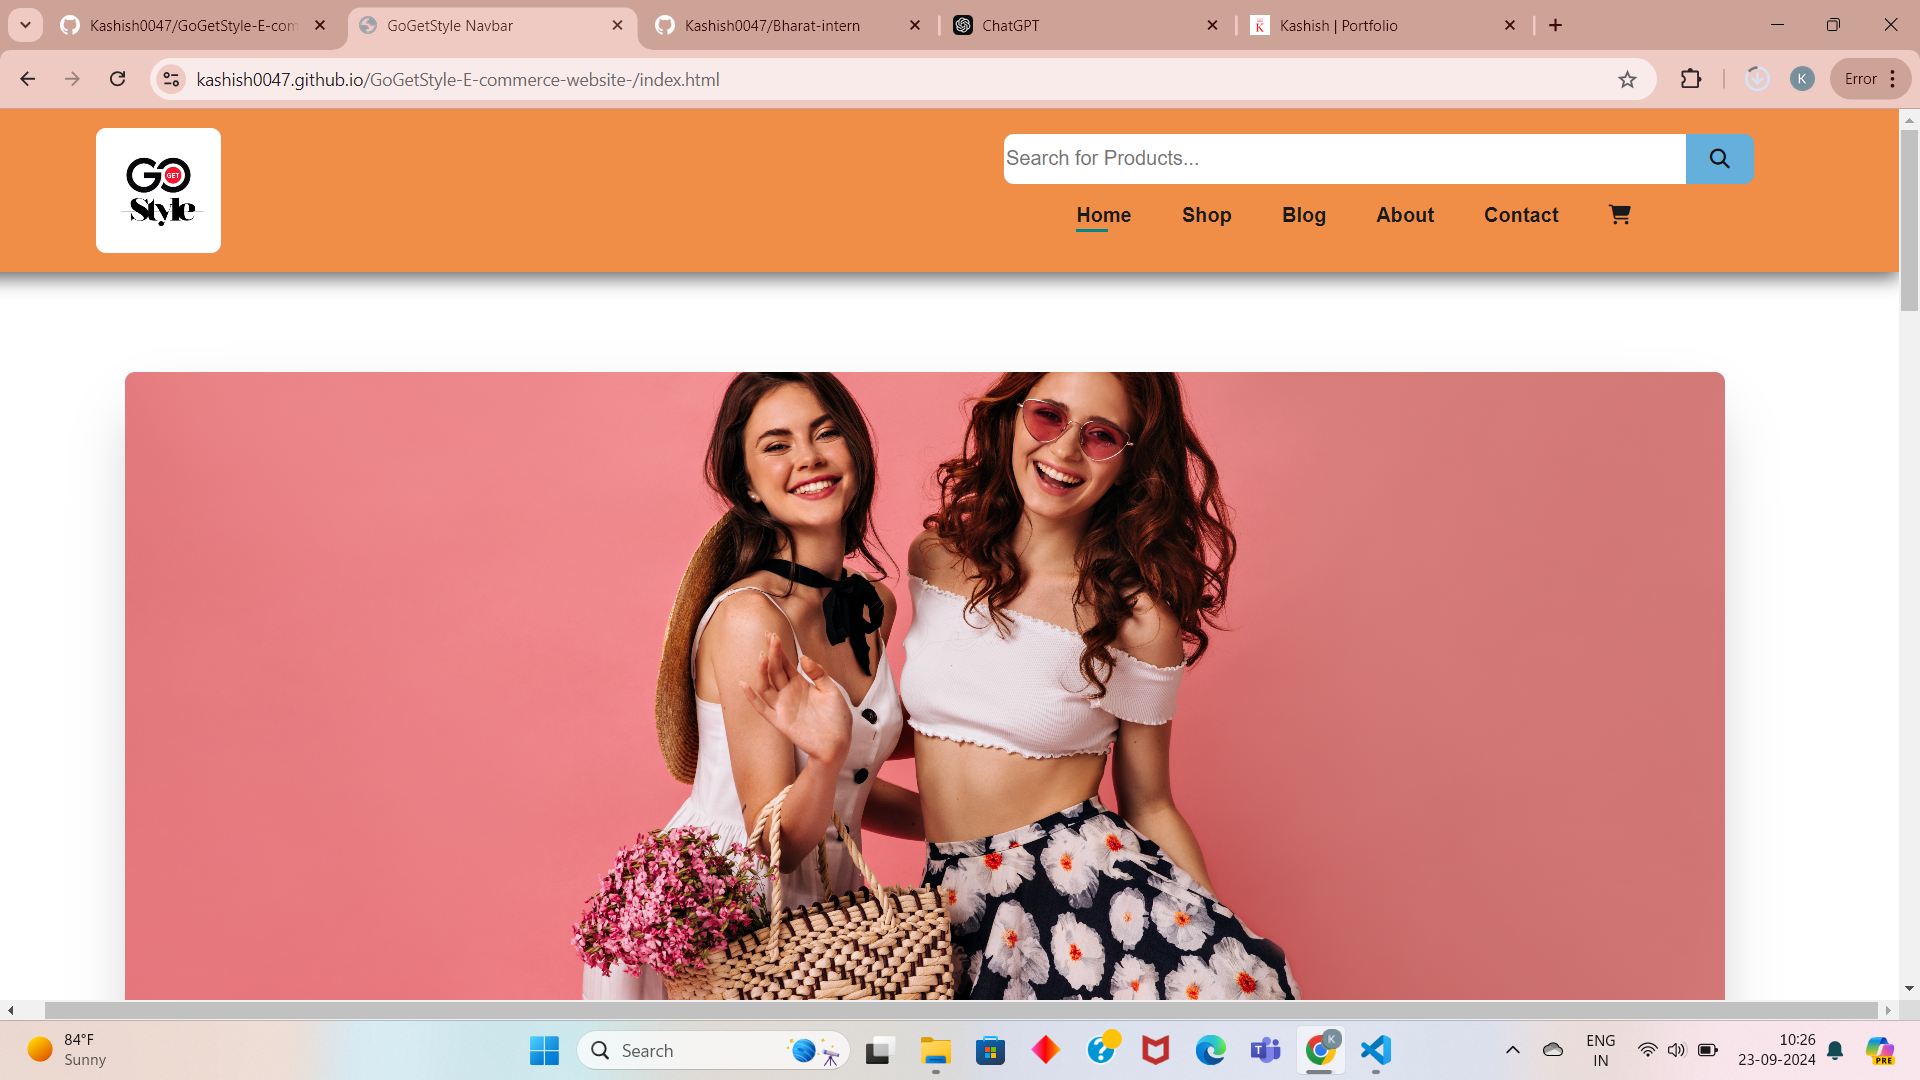 Kashish0047/GoGetStyle-E-com
GoGetStyle Navbar
Kashish0047/Bharat-intern
ChatGPT
Kashish | Portfolio
kashish0047.github.io/GoGetStyle-E-commerce-website-/index.html
K
Error
GO
GET
Style
Search for Products...
Home
Shop
Blog
About
Contact
84°F
Sunny
Search
K
ENG
IN
10:26
23-09-2024
PRE